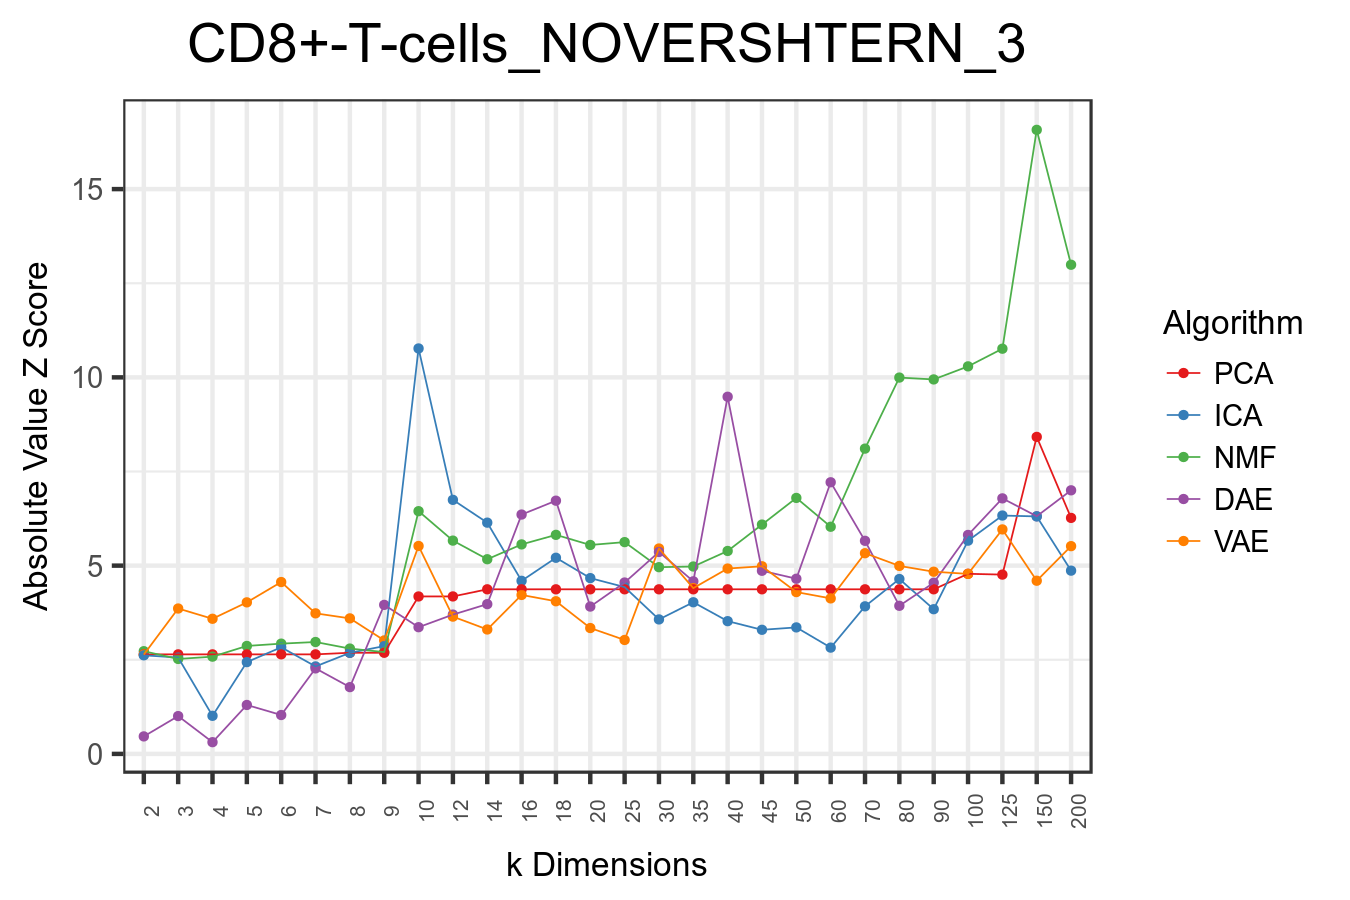 CD8+-T-cells_NOVERSHTERN_3
Absolute Value Z Score
15
10
5
0
2 3 4 5 6 7 8 9 10 12 14 16 18 20 25 30 35 40 45 50 60 70 80 90 100 125 150 200
k Dimensions
Algorithm
PCA
ICA
NMF
DAE
VAE